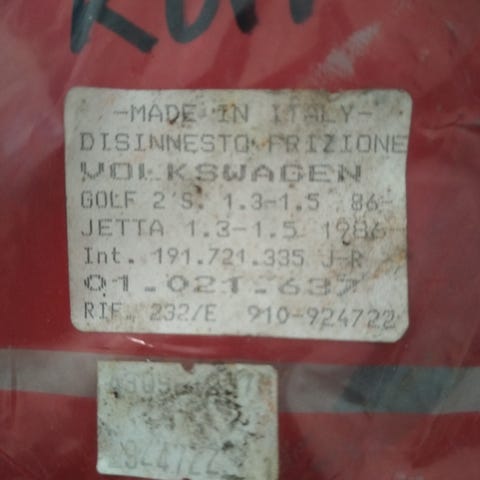 -MADE IN ITALY-
DISINNESTO FRIZIONE
VOLKSWAGEN
GOLF 2 S. 1.3-1.5 86-
JETTA 1.3-1.5 1986-
Int. 191.721.335 J-R
01-021-637
RIF. 232/E 910-924722